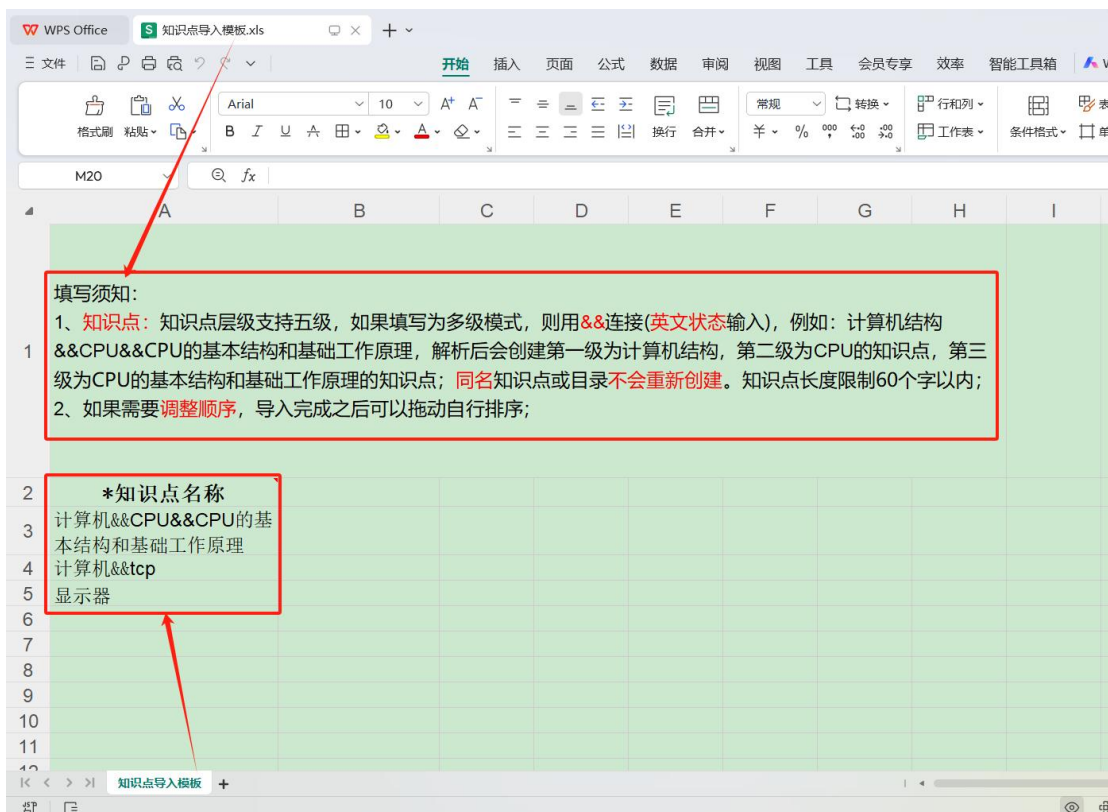 WPS Office
S 知识点导入模板.xls
文件
开始 插入 页面 公式 数据 审阅 视图 工具 会员专享 效率 智能工具箱
Arial 10 A+ A- 常规 转换 行和列
格式刷 粘贴 B I U A 换行 合并 ¥ % 工作表 条件格式
M20 fx
A B C D E F G H I
填写须知:
1、知识点:知识点层级支持五级，如果填写为多级模式，则用&&连接(英文状态输入)，例如：计算机结构
&&CPU&&CPU的基本结构和基础工作原理，解析后会创建第一级为计算机结构，第二级为CPU的知识点，第三
级为CPU的基本结构和基础工作原理的知识点；同名知识点或目录不会重新创建。知识点长度限制60个字以内；
2、如果需要调整顺序，导入完成之后可以拖动自行排序；
1
2 *知识点名称
3 计算机&&CPU&&CPU的基
本结构和基础工作原理
4 计算机&&tcp
5 显示器
6
7
8
9
10
11
知识点导入模板 +